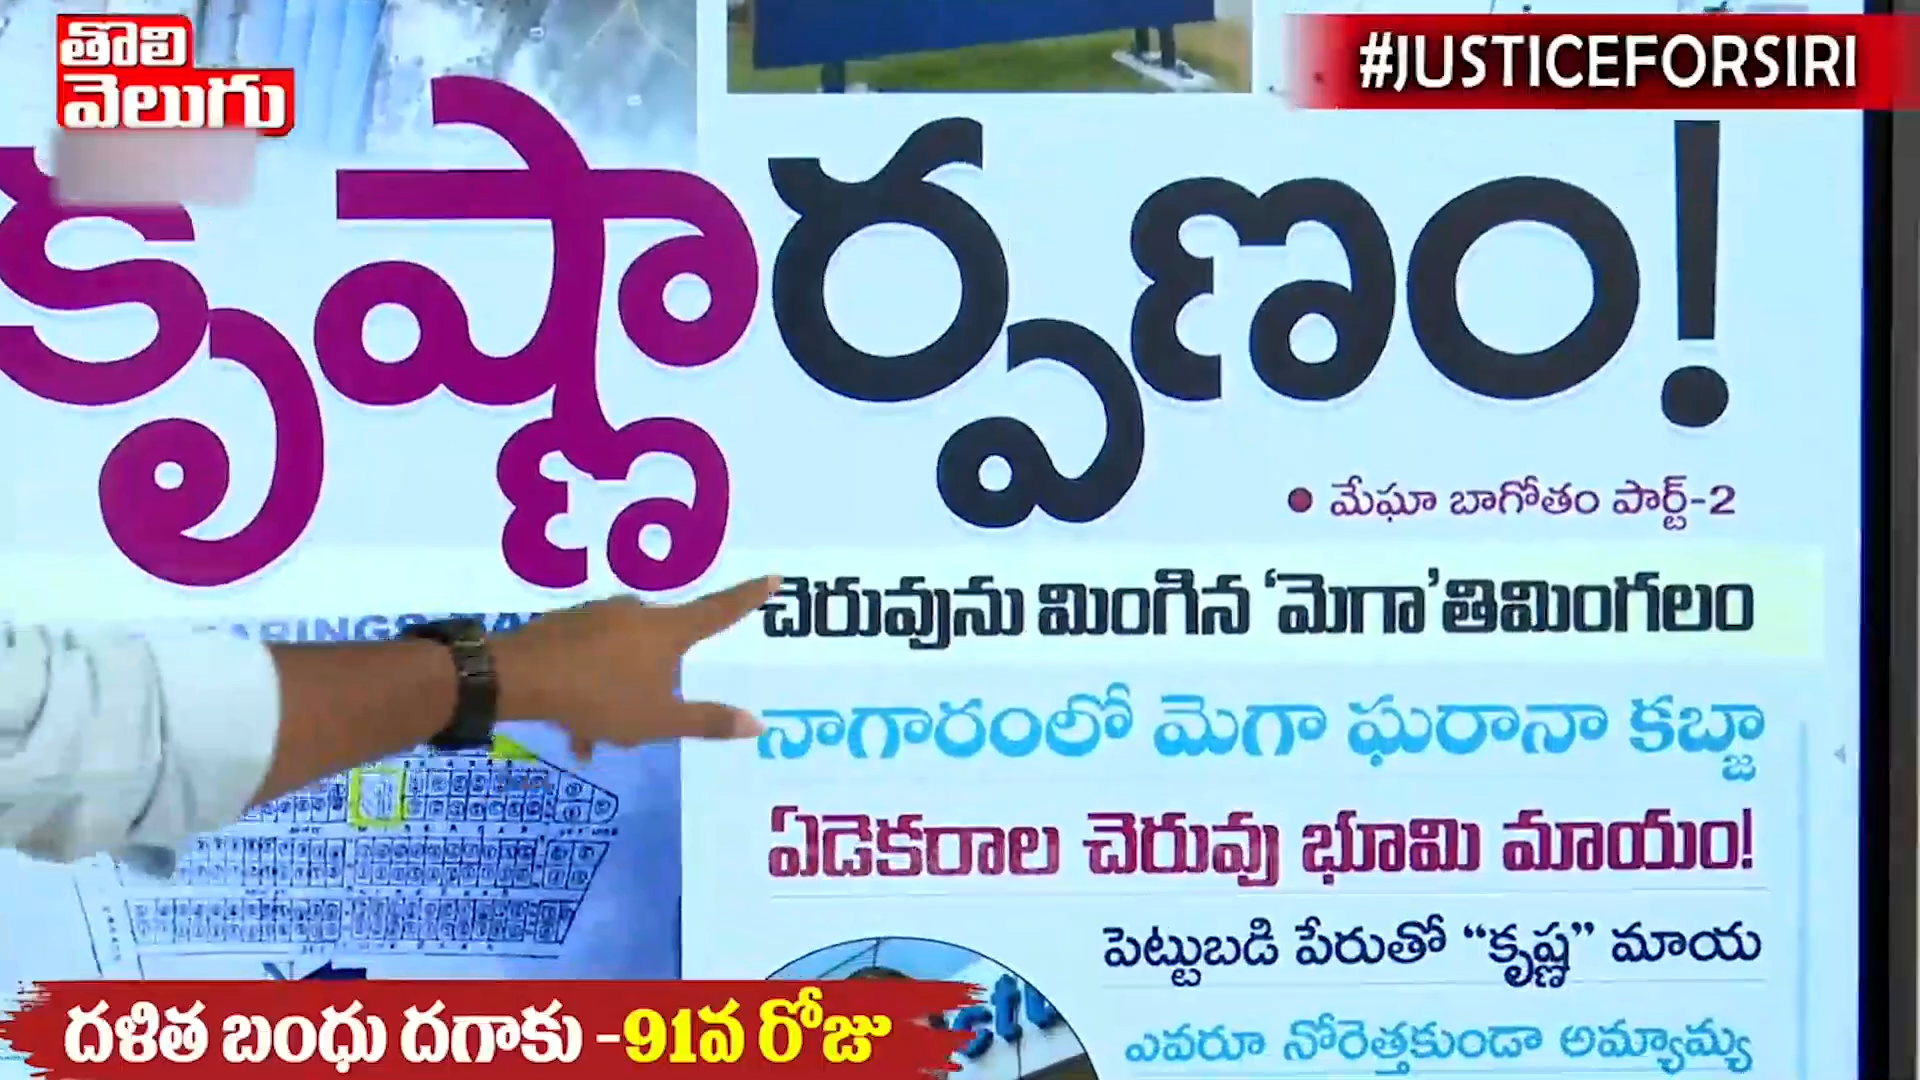 తొలి
వెలుగు
#JUSTICEFORSIRI
కృష్ణార్పణం!
• మేఘా బాగోతం పార్ట్-2
చెరువును మింగిన ‘మెగా’తిమింగలం
నాగారంలో మెగా ఘరానా కబ్జా
ఏడెకరాల చెరువు భూమి మాయం!
పెట్టుబడి పేరుతో “కృష్ణ” మాయ
ఎవరూ నోరెత్తకుండా అమ్యామ్య
దళిత బంధు దగాకు -91వ రోజు